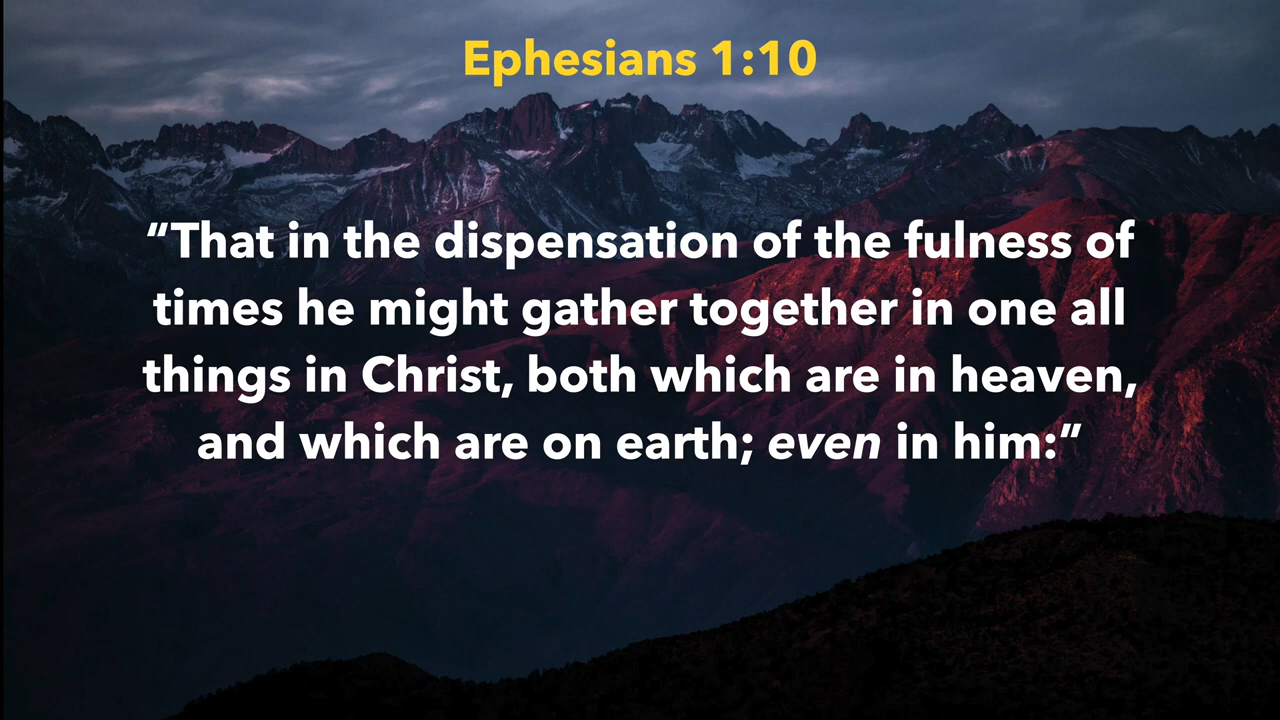 Ephesians 1:10
“That in the dispensation of the fulness of
times he might gather together in one all
things in Christ, both which are in heaven,
and which are on earth; even in him:”